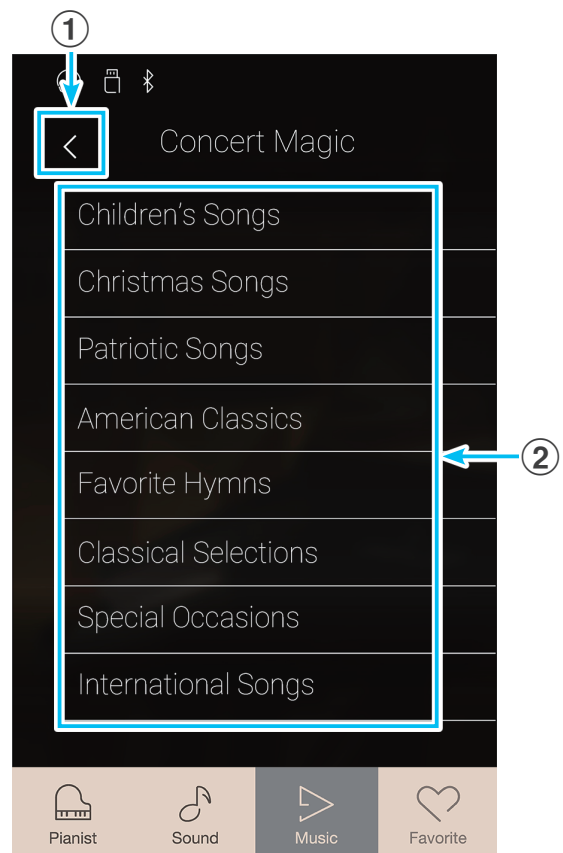 1
Concert Magic
Children's Songs
Christmas Songs
Patriotic Songs
American Classics
Favorite Hymns
2
Classical Selections
Special Occasions
International Songs
Pianist Sound Music Favorite